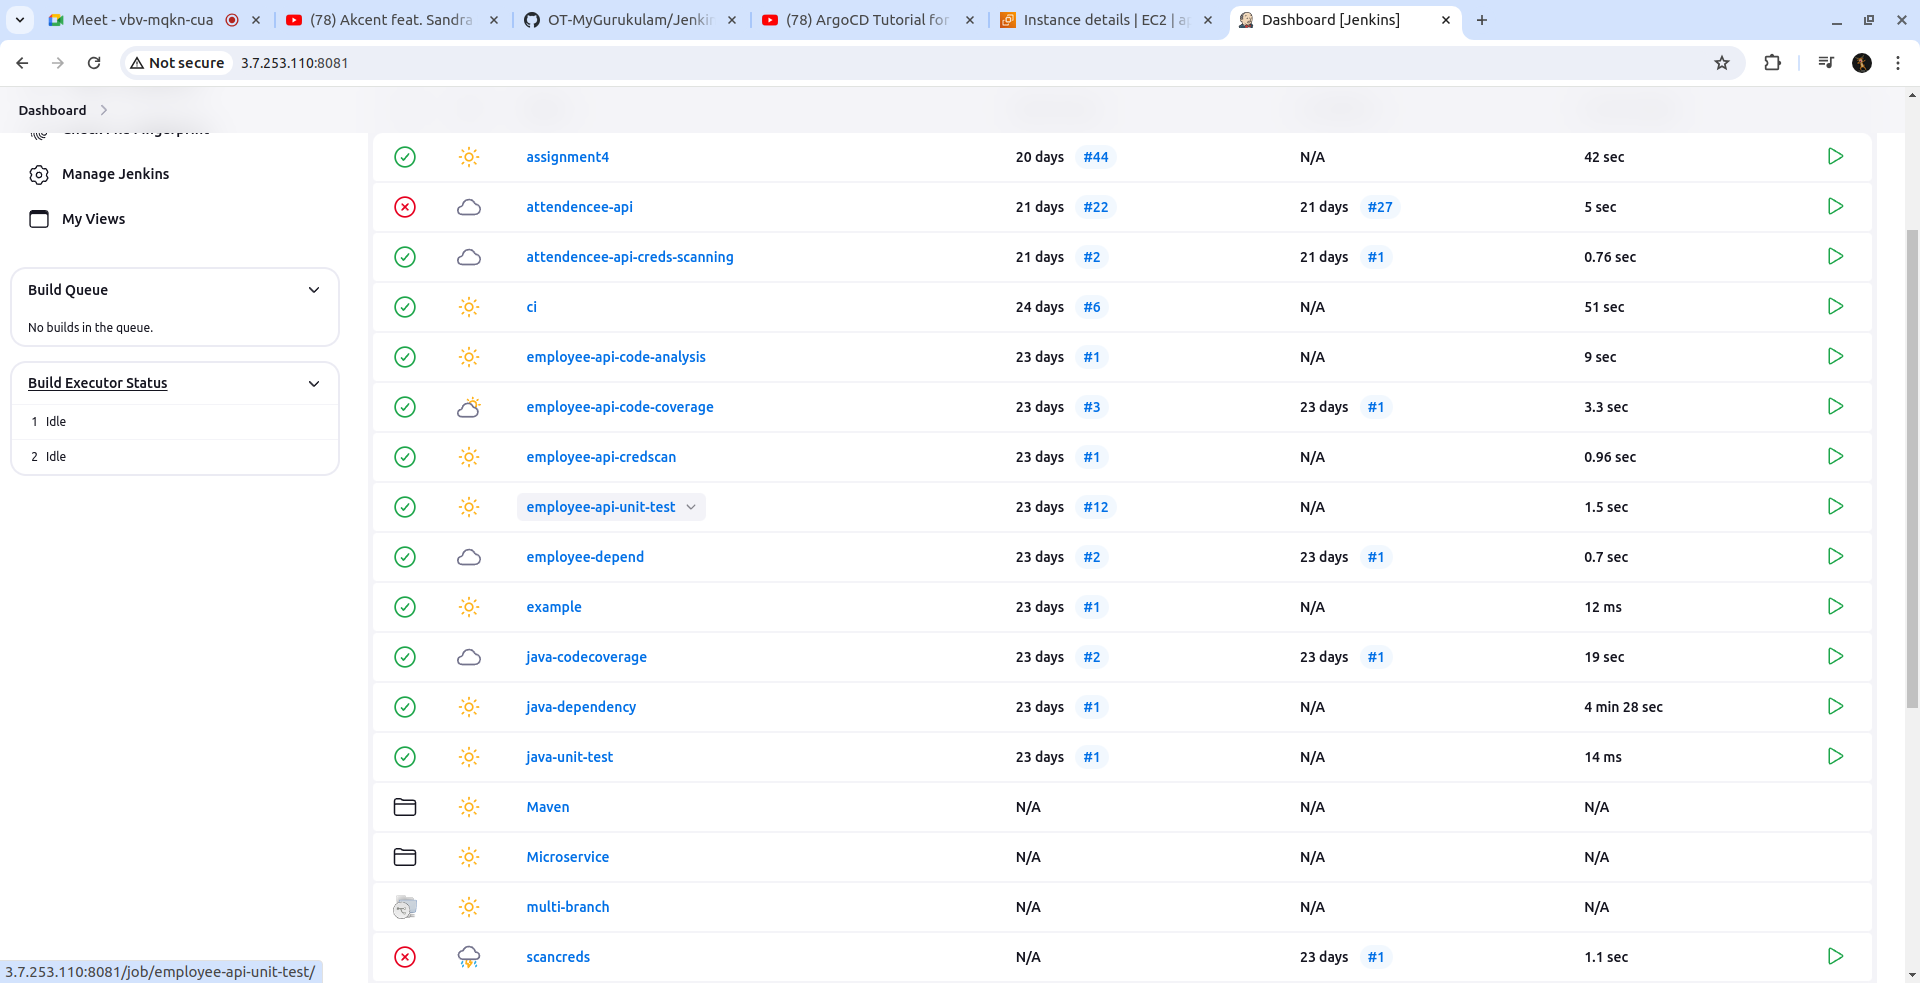 Meet - vbv-mqkn-cua
(78) Akcent feat. Sandra
OT-MyGurukulam/Jenkin
(78) ArgoCD Tutorial for
Instance details | EC2 | ap
Dashboard [Jenkins]
Not secure 3.7.253.110:8081
Dashboard
Manage Jenkins
My Views
Build Queue
No builds in the queue.
Build Executor Status
1 Idle
2 Idle
assignment4 20 days #44 N/A 42 sec
attendencee-api 21 days #22 21 days #27 5 sec
attendencee-api-creds-scanning 21 days #2 21 days #1 0.76 sec
ci 24 days #6 N/A 51 sec
employee-api-code-analysis 23 days #1 N/A 9 sec
employee-api-code-coverage 23 days #3 23 days #1 3.3 sec
employee-api-credscan 23 days #1 N/A 0.96 sec
employee-api-unit-test 23 days #12 N/A 1.5 sec
employee-depend 23 days #2 23 days #1 0.7 sec
example 23 days #1 N/A 12 ms
java-codecoverage 23 days #2 23 days #1 19 sec
java-dependency 23 days #1 N/A 4 min 28 sec
java-unit-test 23 days #1 N/A 14 ms
Maven N/A N/A N/A
Microservice N/A N/A N/A
multi-branch N/A N/A N/A
scancreds N/A 23 days #1 1.1 sec
3.7.253.110:8081/job/employee-api-unit-test/